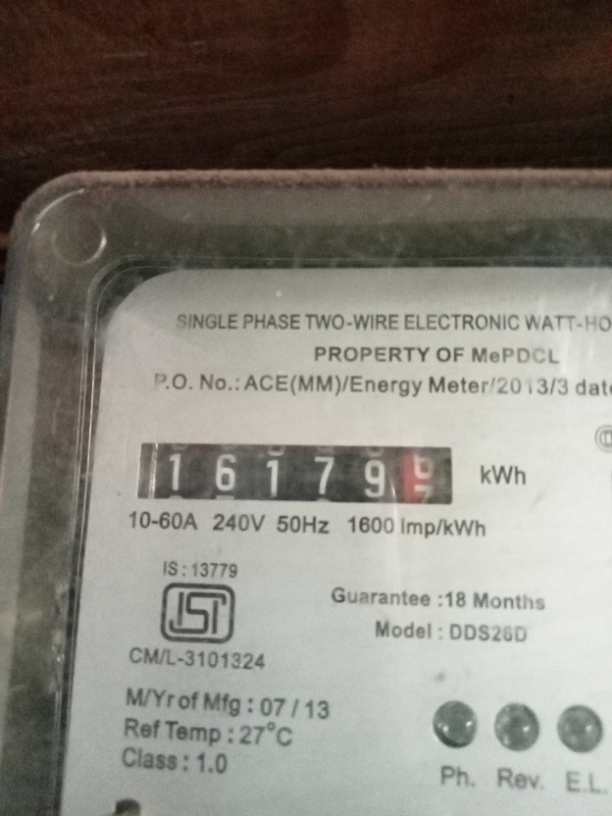 SINGLE PHASE TWO-WIRE ELECTRONIC WATT-HO
PROPERTY OF MePDCL
P.O. No.: ACE(MM)/Energy Meter/2013/3 date
16179 kWh
10-60A 240V 50Hz 1600 Imp/kWh
IS : 13779
ISI
CM/L-3101324
Guarantee :18 Months
Model : DDS26D
M/Yr of Mfg : 07 / 13
Ref Temp : 27°C
Class : 1.0
Ph. Rev. E.L.